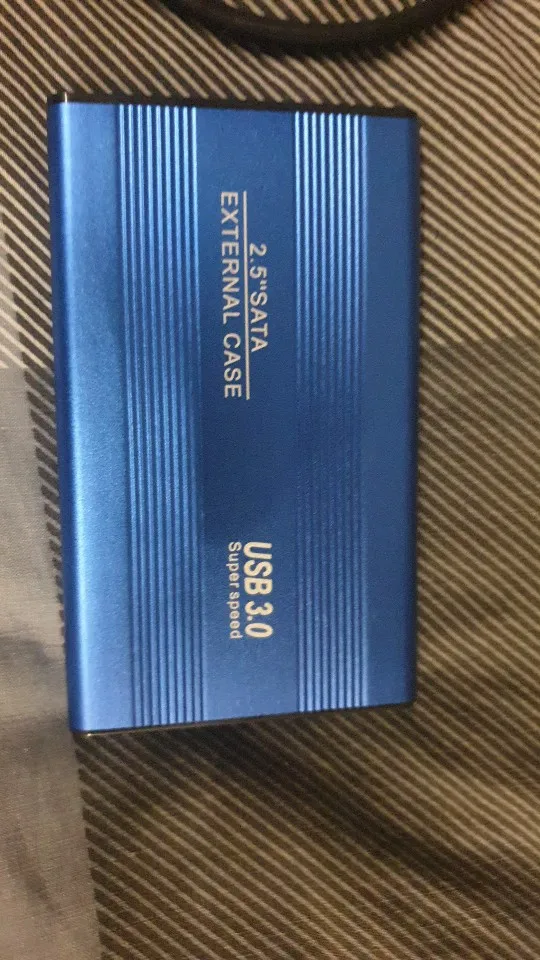 2.5"SATA
EXTERNAL CASE
USB 3.0
Super speed